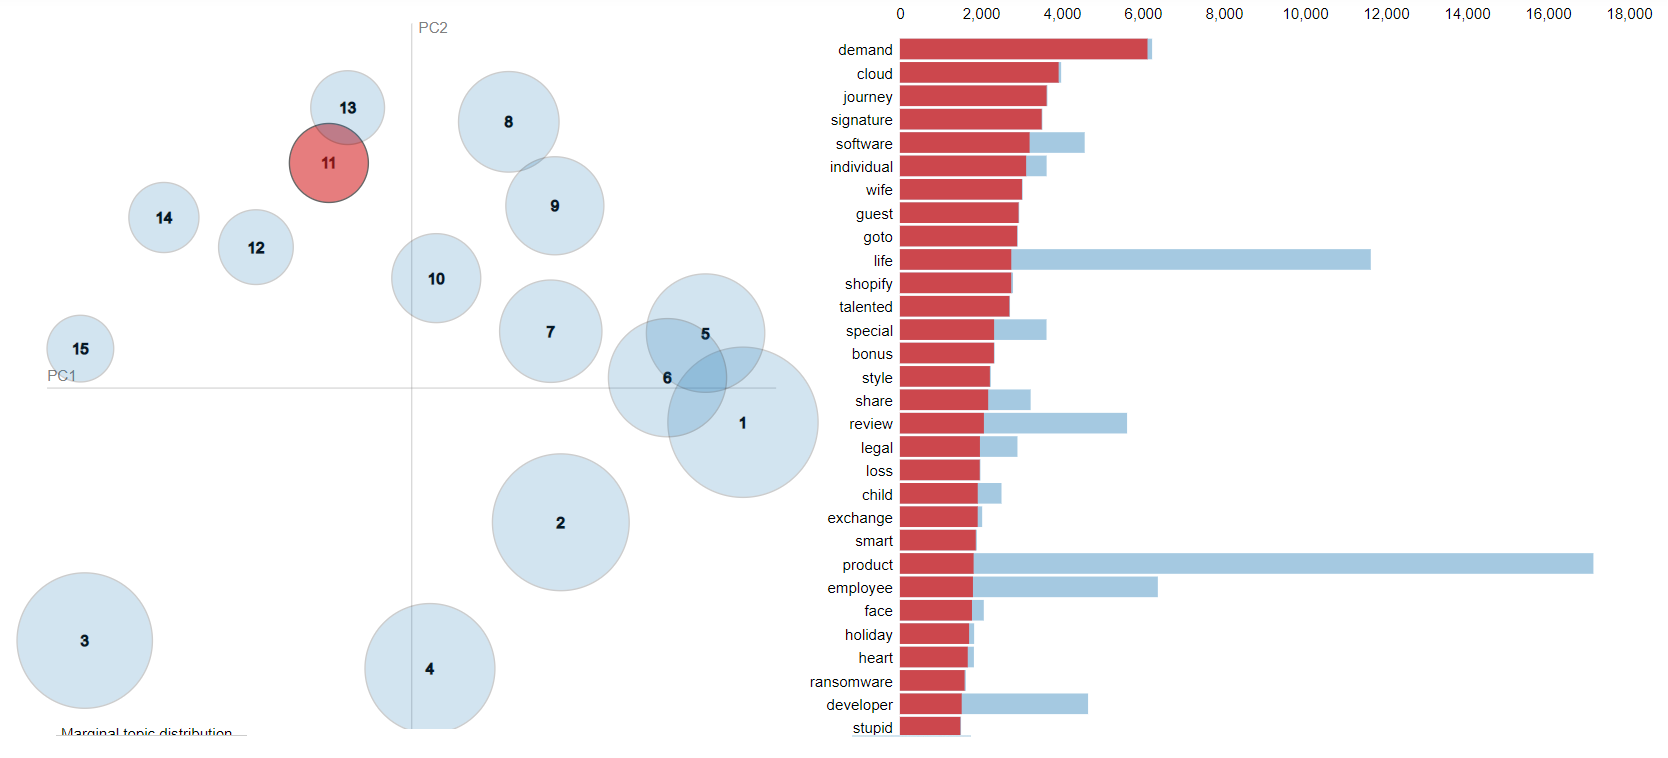 PC2
13
8
11
14
9
12
10
7
5
15
6
PC1
1
2
3
4
Marginal topic distribution
0 2,000 4,000 6,000 8,000 10,000 12,000 14,000 16,000 18,000
demand
cloud
journey
signature
software
individual
wife
guest
goto
life
shopify
talented
special
bonus
style
share
review
legal
loss
child
exchange
smart
product
employee
face
holiday
heart
ransomware
developer
stupid